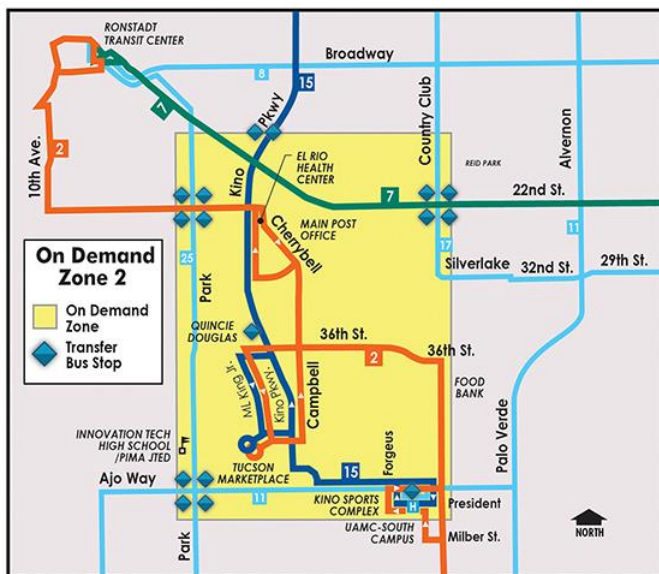 RONSTADT
TRANSIT CENTER
Broadway
8
15
7
Pkwy
Country Club
Alvernon
10th Ave.
2
Kino
EL RIO
HEALTH
CENTER
REID PARK
7
22nd St.
MAIN POST
OFFICE
Cherrybell
11
17
On Demand
Zone 2
On Demand
Zone
Transfer
Bus Stop
25
Park
Silverlake
32nd St.
29th St.
QUINCIE
DOUGLAS
36th St.
2
36th St.
ML King Jr.
Kino Pkwy.
Campbell
FOOD
BANK
Palo Verde
INNOVATION TECH
HIGH SCHOOL
/PIMA JTED
TUCSON
MARKETPLACE
Forgeus
15
Ajo Way
11
KINO SPORTS
COMPLEX
H
President
UAMC-SOUTH
CAMPUS
Milber St.
Park
NORTH